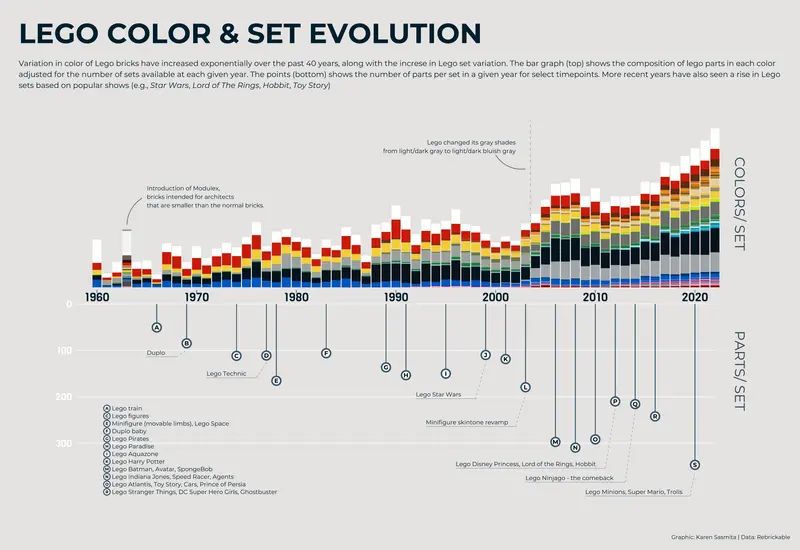 LEGO COLOR & SET EVOLUTION
Variation in color of Lego bricks have increased exponentially over the past 40 years, along with the increse in Lego set variation. The bar graph (top) shows the composition of lego parts in each color
adjusted for the number of sets available at each given year. The points (bottom) shows the number of parts per set in a given year for select timepoints. More recent years have also seen a rise in Lego
sets based on popular shows (e.g., Star Wars, Lord of The Rings, Hobbit, Toy Story)
Lego changed its gray shades
from light/dark gray to light/dark bluish gray
Introduction of Modulex,
bricks intended for architects
that are smaller than the normal bricks.
COLORS/ SET
1960 1970 1980 1990 2000 2010 2020
0
A
B
Duplo
100
C
D
F
J
K
Lego Technic
G
H
I
E
Lego Star Wars
L
200
P
Q
R
Minifigure skintone revamp
PARTS/ SET
300
M
N
O
S
Lego Disney Princess, Lord of the Rings, Hobbit
Lego Ninjago - the comeback
Lego Minions, Super Mario, Trolls
A Lego train
C Lego figures
E Minifigure (movable limbs), Lego Space
F Duplo baby
G Lego Pirates
H Lego Paradise
I Lego Aquazone
K Lego Harry Potter
M Lego Batman, Avatar, SpongeBob
N Lego Indiana Jones, Speed Racer, Agents
O Lego Atlantis, Toy Story, Cars, Prince of Persia
R Lego Stranger Things, DC Super Hero Girls, Ghostbuster
Graphic: Karen Sasmita | Data: Rebrickable